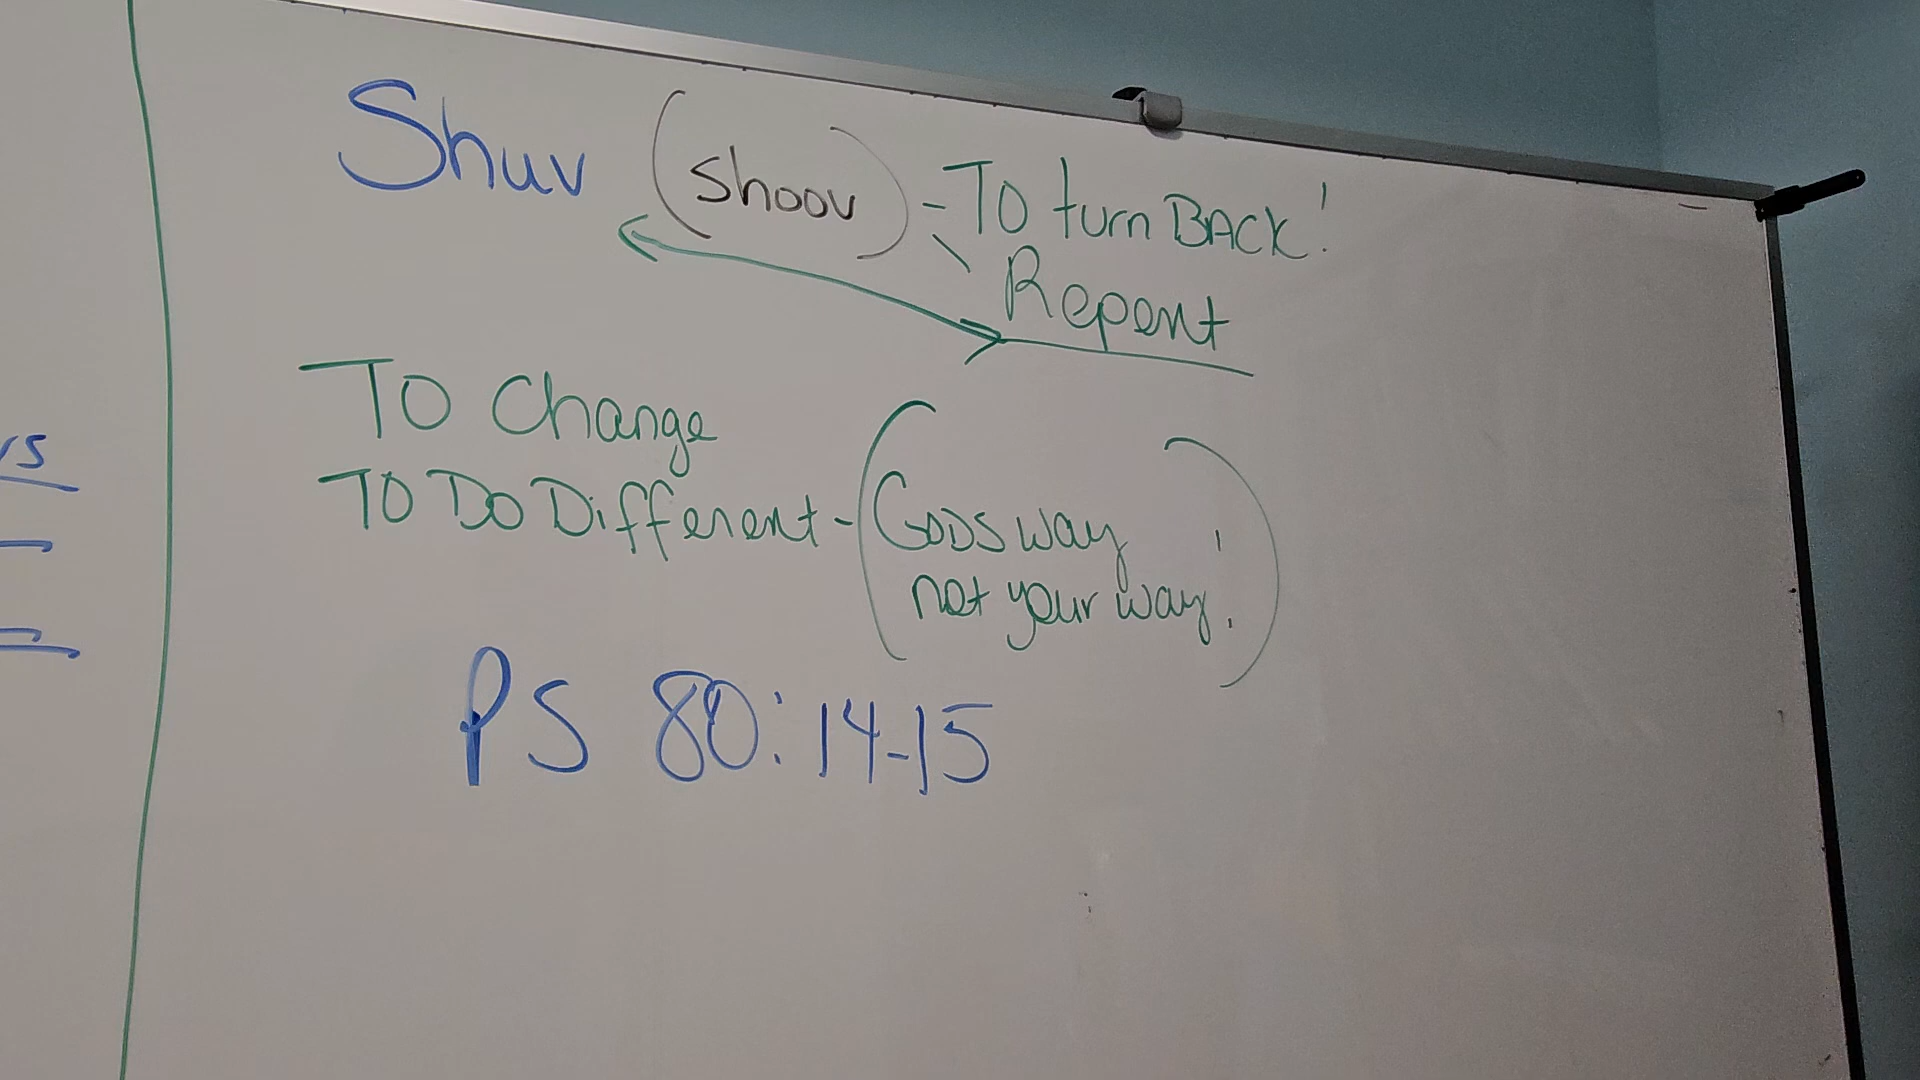 Shuv (shoov) - To turn BACK!
Repent
To Change
To Do Different - (GODS way
not your way!)
PS 80:14-15